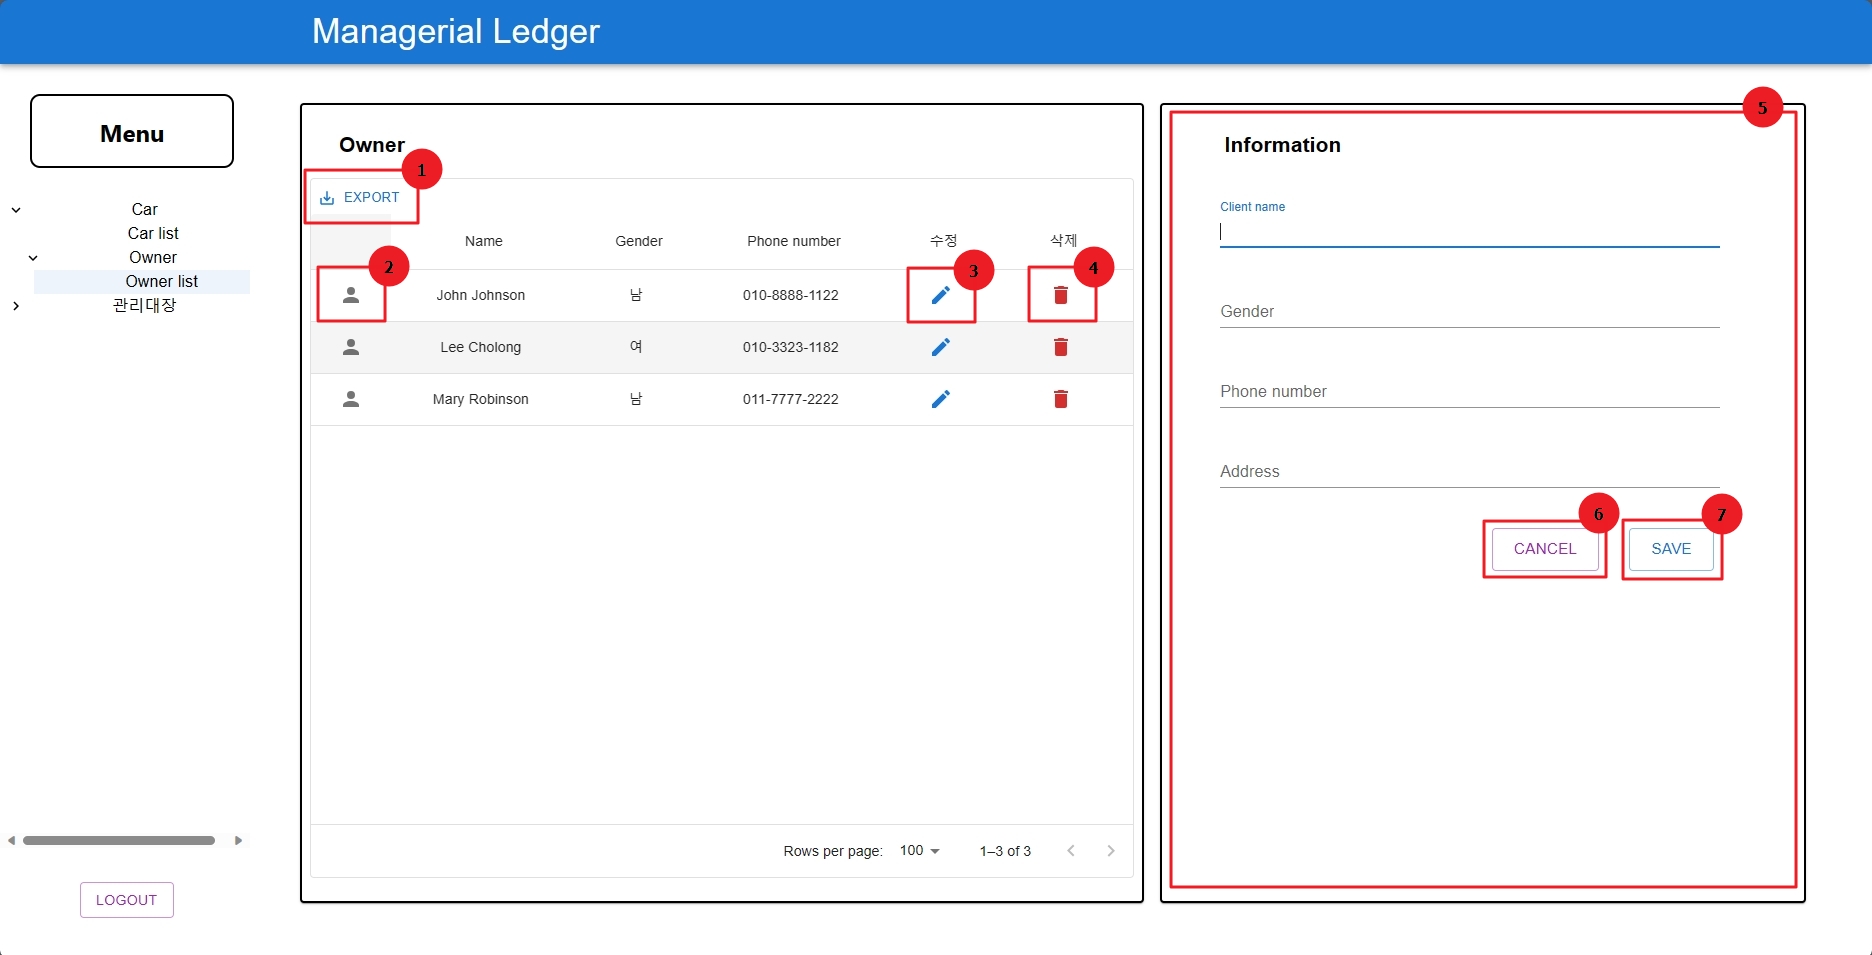 Managerial Ledger
Menu
Car
Car list
Owner
Owner list
관리대장
LOGOUT
Owner
1
EXPORT
Name Gender Phone number 수정 삭제
2 3 4
John Johnson 남 010-8888-1122
Lee Cholong 여 010-3323-1182
Mary Robinson 남 011-7777-2222
Rows per page: 100 1–3 of 3
5
Information
Client name
Gender
Phone number
Address
6 7
CANCEL SAVE